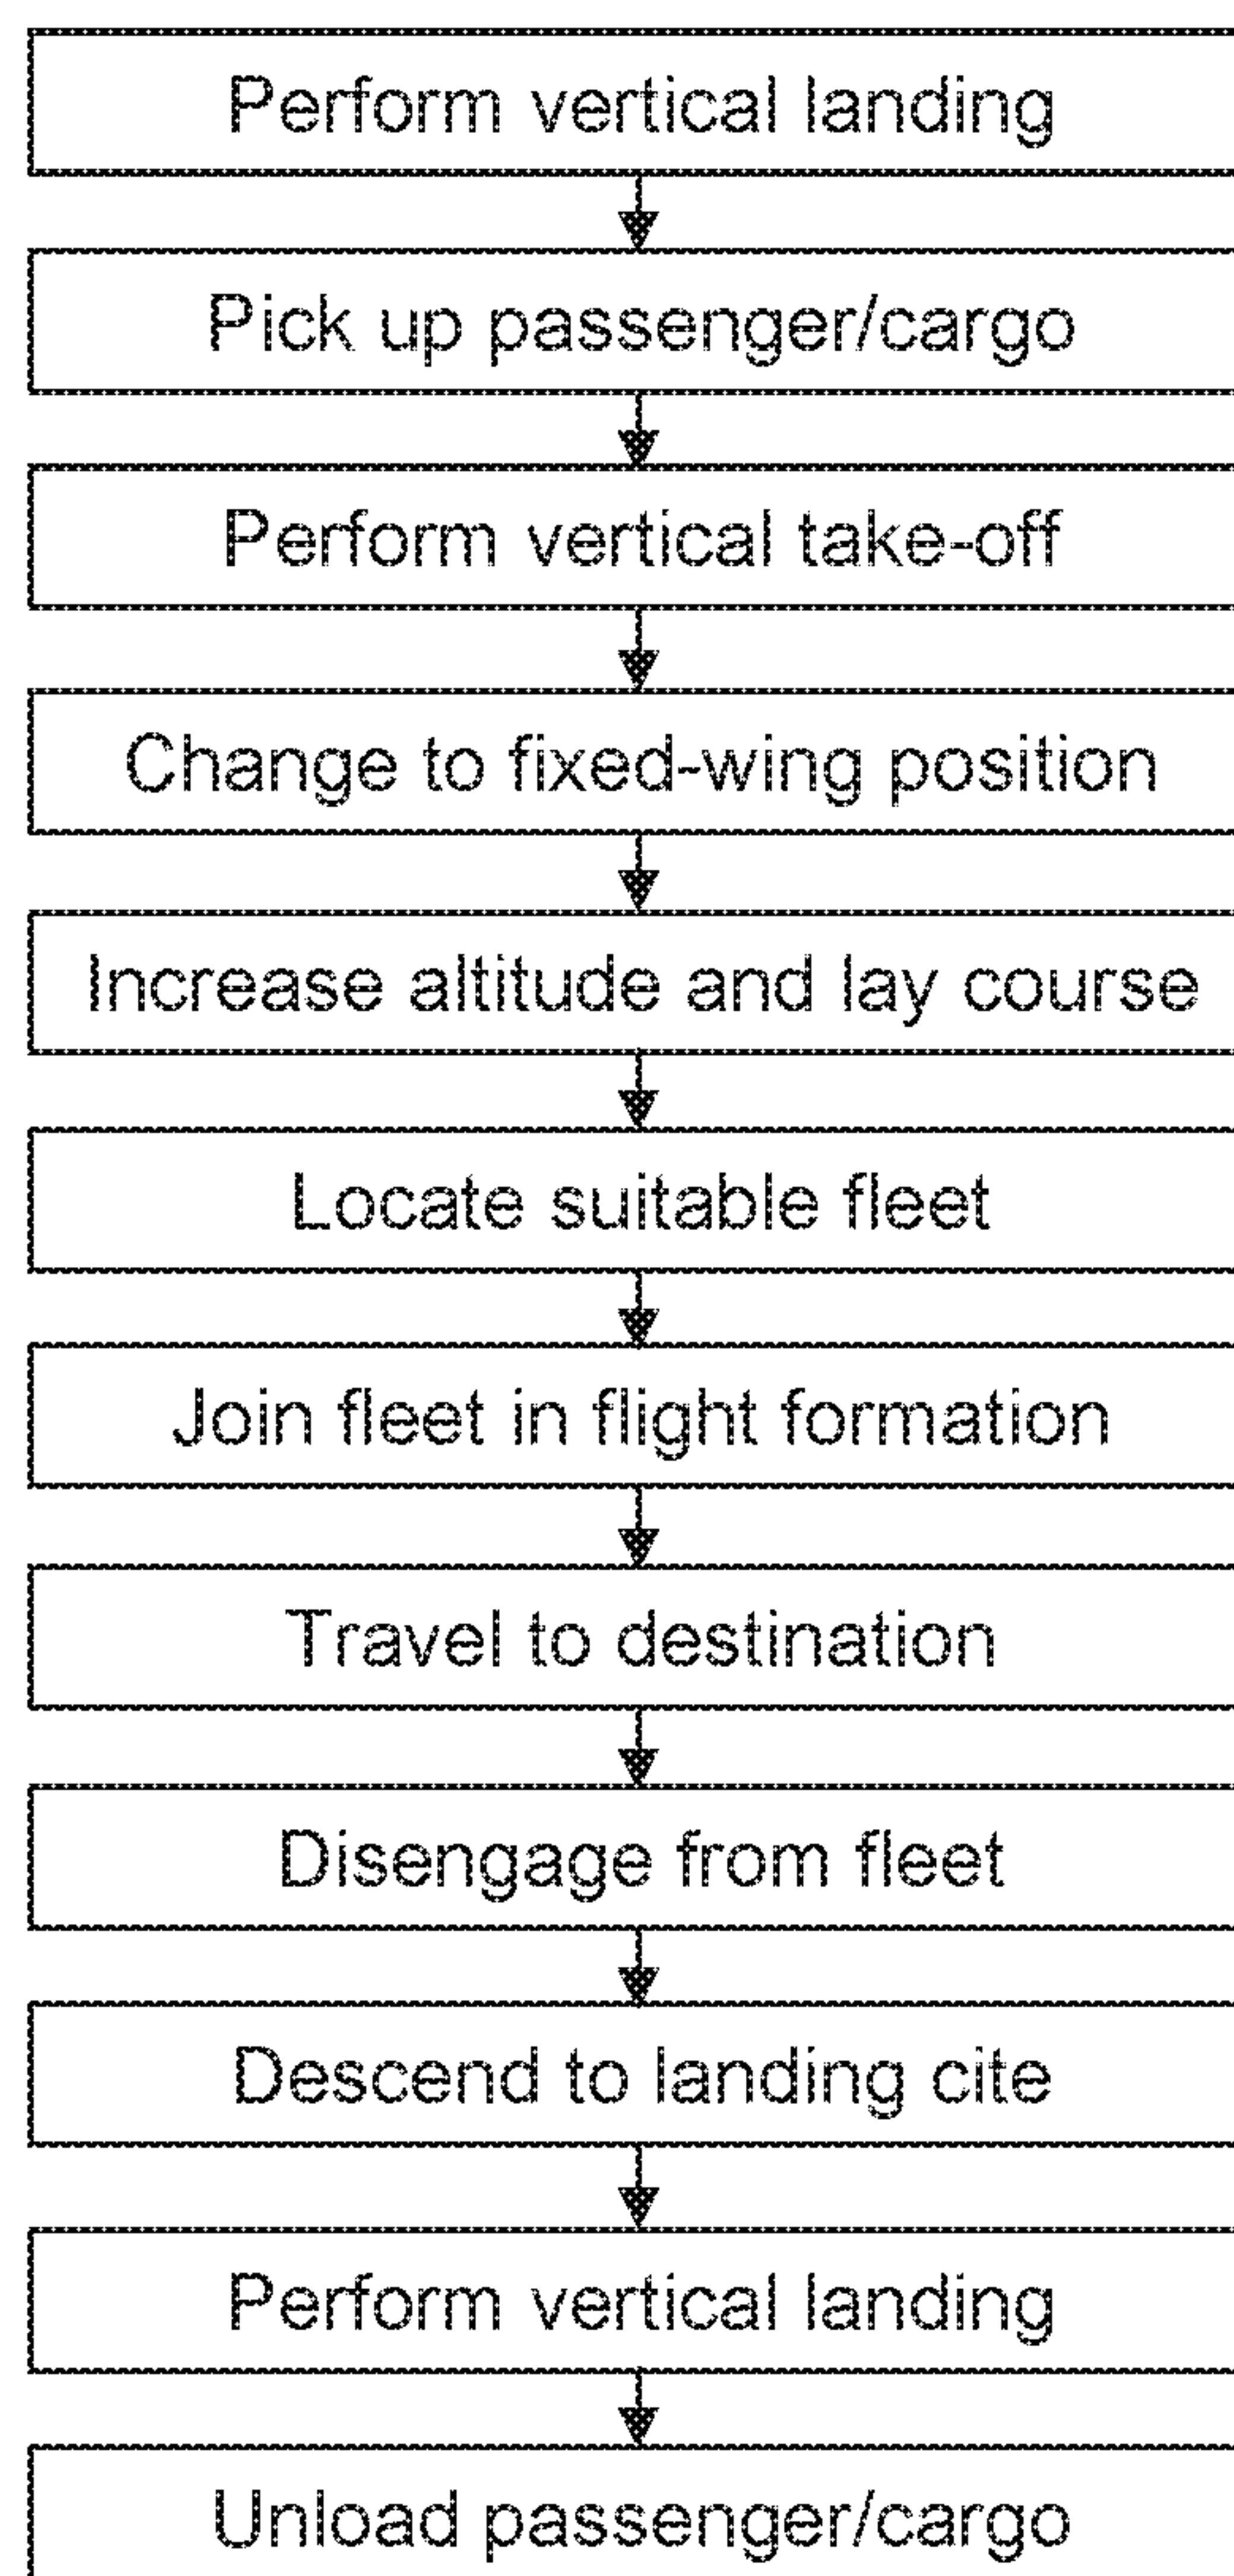 Perform vertical landing
Pick up passenger/cargo
Perform vertical take-off
Change to fixed-wing position
Increase altitude and lay course
Locate suitable fleet
Join fleet in flight formation
Travel to destination
Disengage from fleet
Descend to landing cite
Perform vertical landing
Unload passenger/cargo